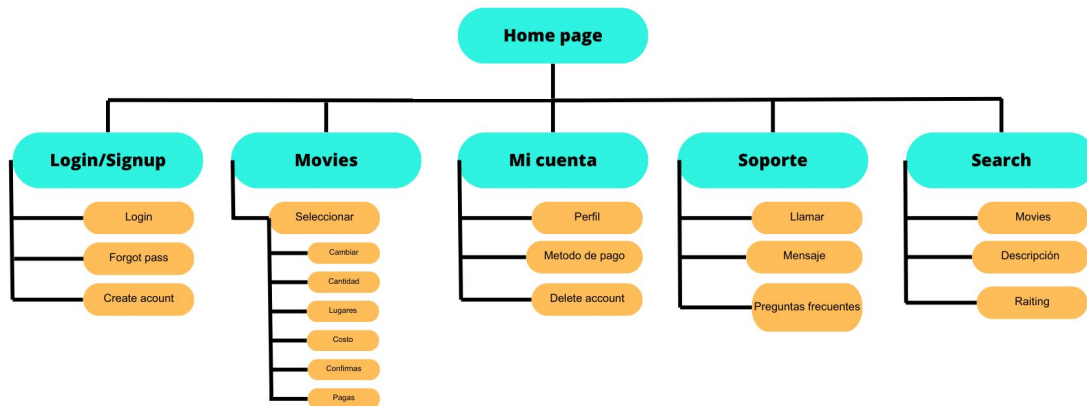 Home page
Login/Signup
Login
Forgot pass
Create acount
Movies
Seleccionar
Cambiar
Cantidad
Lugares
Costo
Confirmas
Pagas
Mi cuenta
Perfil
Metodo de pago
Delete account
Soporte
Llamar
Mensaje
Preguntas frecuentes
Search
Movies
Descripción
Raiting